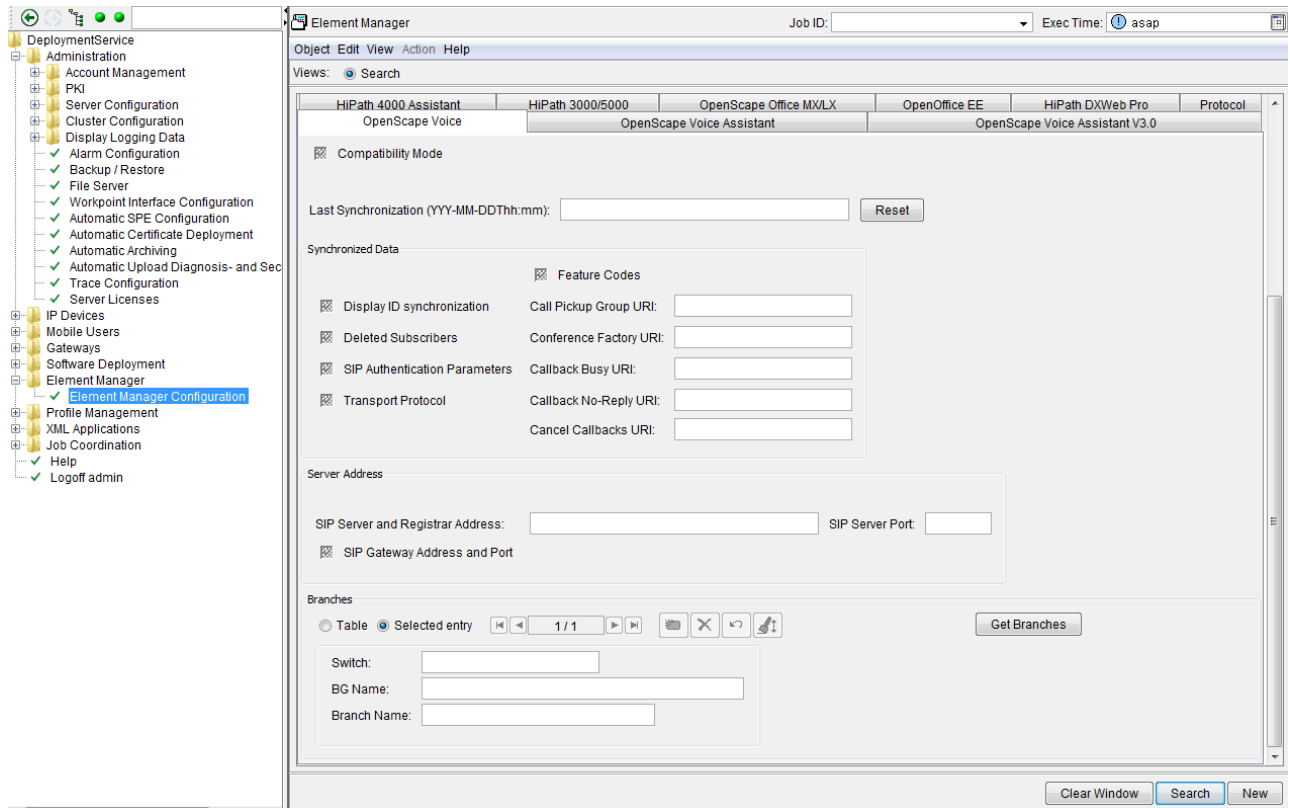 DeploymentService
Administration
Account Management
PKI
Server Configuration
Cluster Configuration
Display Logging Data
Alarm Configuration
Backup / Restore
File Server
Workpoint Interface Configuration
Automatic SPE Configuration
Automatic Certificate Deployment
Automatic Archiving
Automatic Upload Diagnosis- and Sec
Trace Configuration
Server Licenses
IP Devices
Mobile Users
Gateways
Software Deployment
Element Manager
Element Manager Configuration
Profile Management
XML Applications
Job Coordination
Help
Logoff admin
Element Manager Job ID: Exec Time: asap
Object Edit View Action Help
Views: Search
HiPath 4000 Assistant HiPath 3000/5000 OpenScape Office MX/LX OpenOffice EE HiPath DXWeb Pro Protocol
OpenScape Voice OpenScape Voice Assistant OpenScape Voice Assistant V3.0
Compatibility Mode
Last Synchronization (YYY-MM-DDThh:mm): Reset
Synchronized Data
Feature Codes
Display ID synchronization Call Pickup Group URI:
Deleted Subscribers Conference Factory URI:
SIP Authentication Parameters Callback Busy URI:
Transport Protocol Callback No-Reply URI:
Cancel Callbacks URI:
Server Address
SIP Server and Registrar Address: SIP Server Port:
SIP Gateway Address and Port
Branches
Table Selected entry 1 / 1 Get Branches
Switch:
BG Name:
Branch Name:
Clear Window Search New